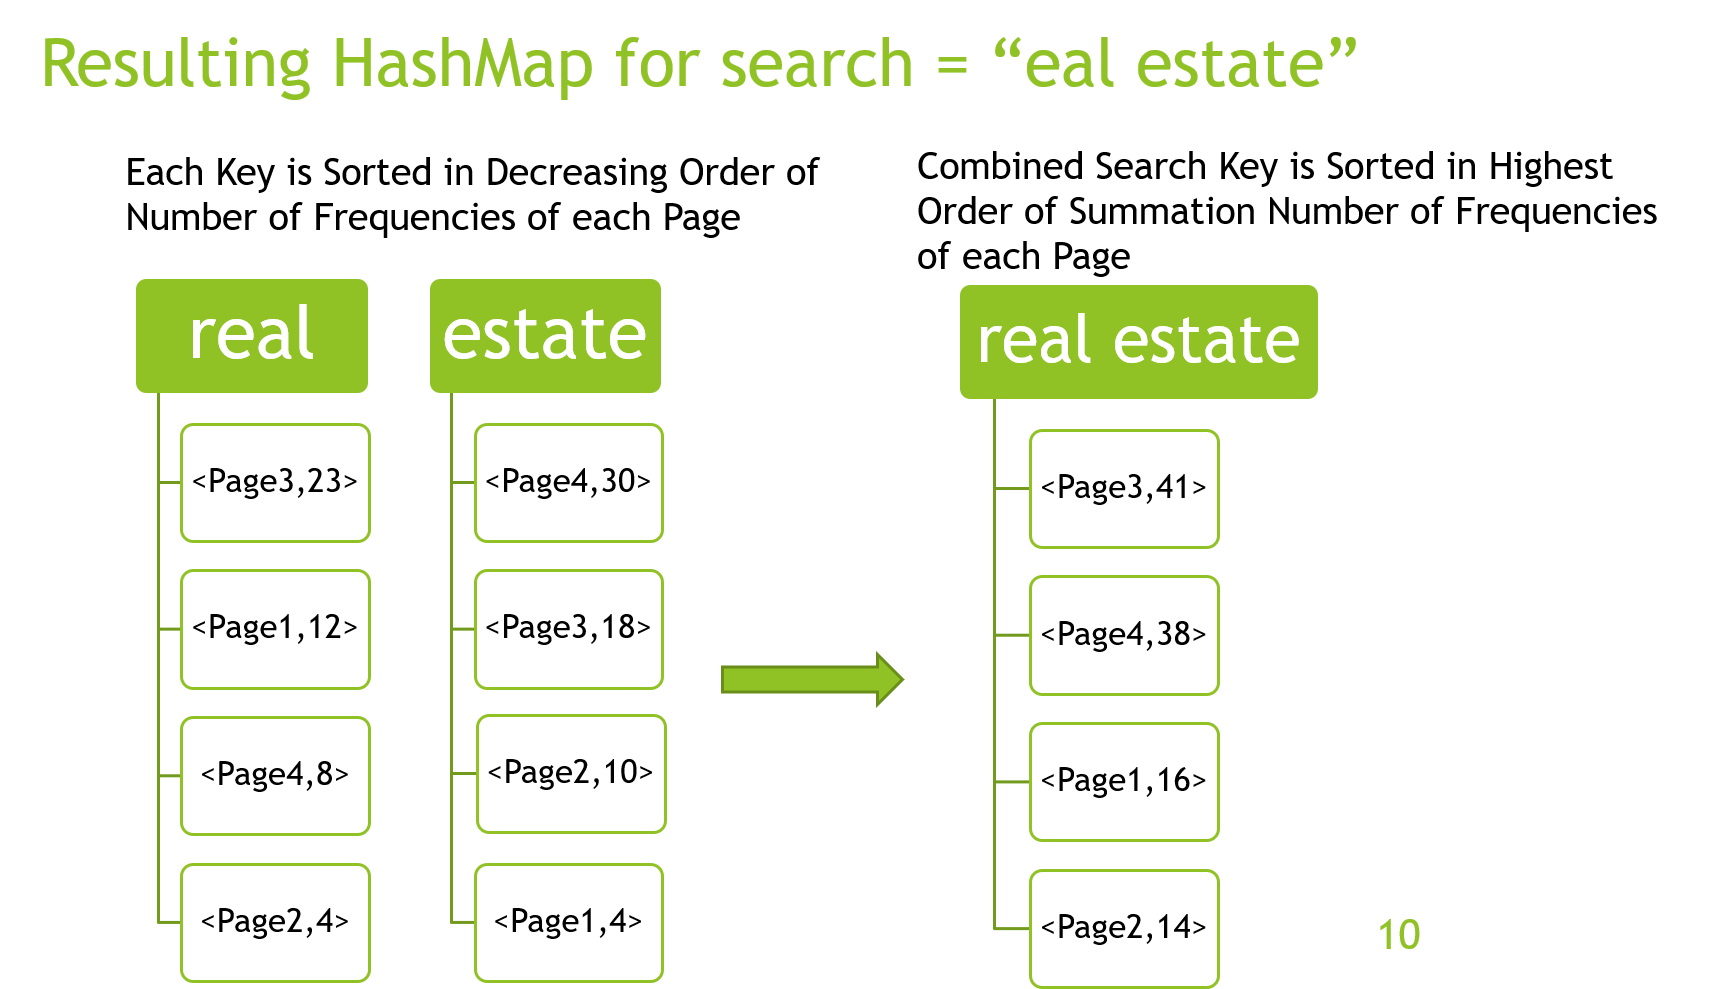 Resulting HashMap for search = “eal estate”
Each Key is Sorted in Decreasing Order of
Number of Frequencies of each Page
real
<Page3,23>
<Page1,12>
<Page4,8>
<Page2,4>
estate
<Page4,30>
<Page3,18>
<Page2,10>
<Page1,4>
Combined Search Key is Sorted in Highest
Order of Summation Number of Frequencies
of each Page
real estate
<Page3,41>
<Page4,38>
<Page1,16>
<Page2,14>
10